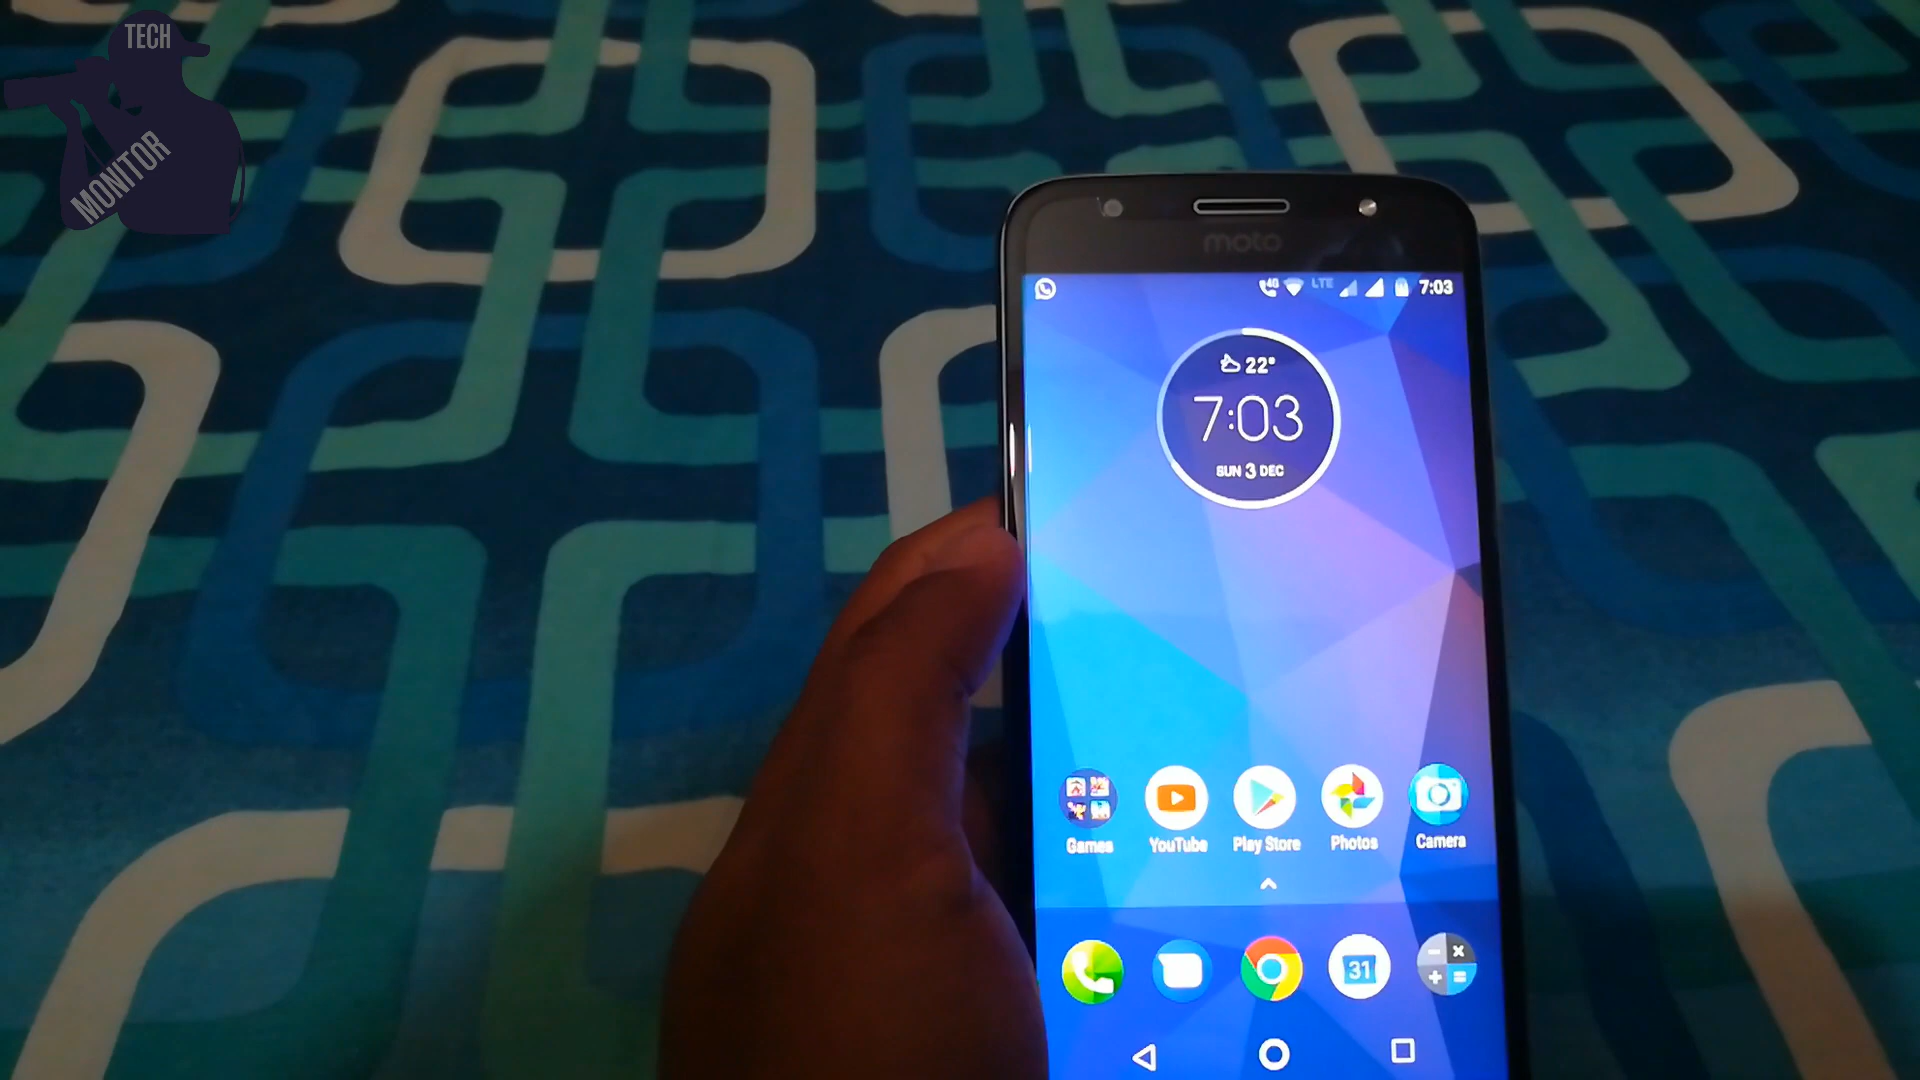 TECH
MONITOR
moto
4G LTE 7:03
22°
7:03
SUN 3 DEC
Games YouTube Play Store Photos Camera
31